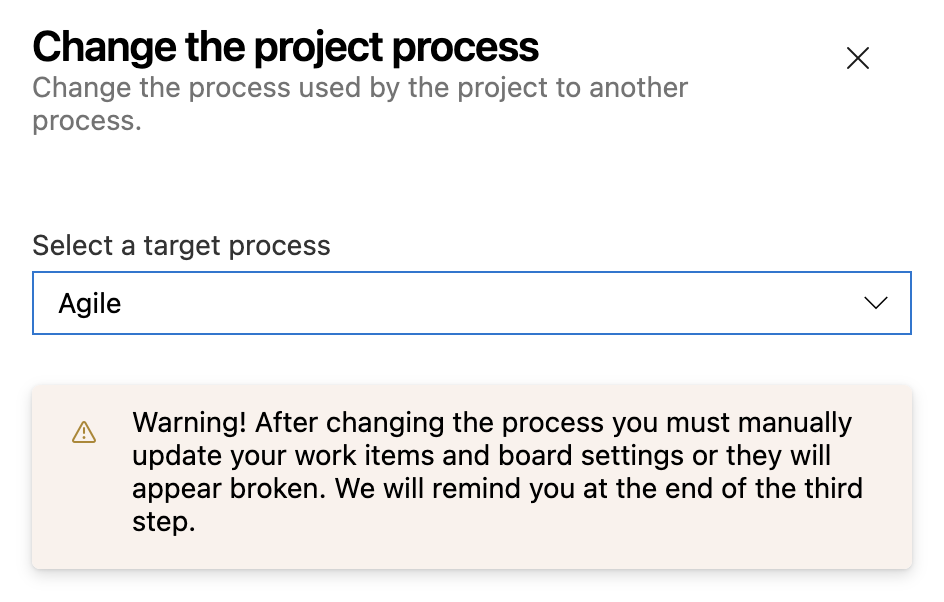 Change the project process
Change the process used by the project to another
process.
Select a target process
Agile
Warning! After changing the process you must manually
update your work items and board settings or they will
appear broken. We will remind you at the end of the third
step.